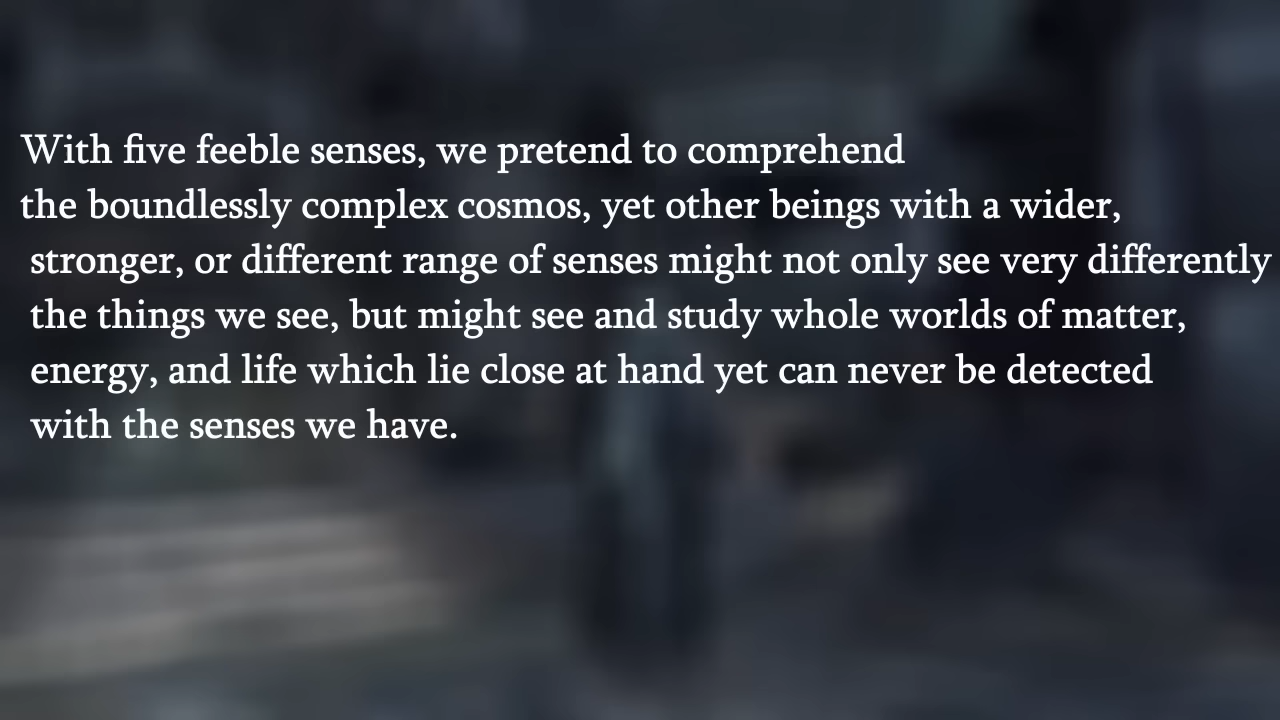 With five feeble senses, we pretend to comprehend
the boundlessly complex cosmos, yet other beings with a wider,
stronger, or different range of senses might not only see very differently
the things we see, but might see and study whole worlds of matter,
energy, and life which lie close at hand yet can never be detected
with the senses we have.